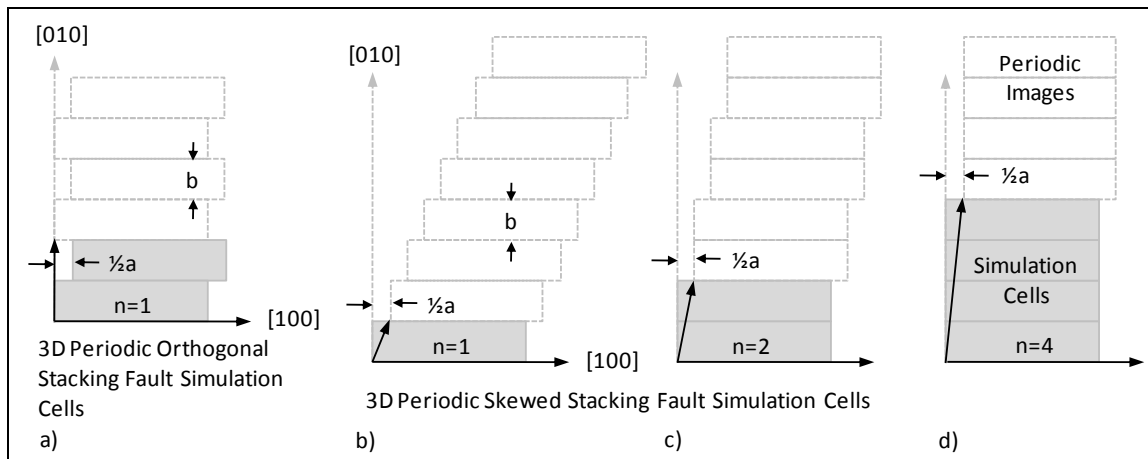 [010]
b
½a
n=1
[100]
3D Periodic Orthogonal
Stacking Fault Simulation
Cells
a)
[010]
b
½a
n=1
[100]
b)
½a
n=2
c)
Periodic
Images
½a
Simulation
Cells
n=4
d)
3D Periodic Skewed Stacking Fault Simulation Cells